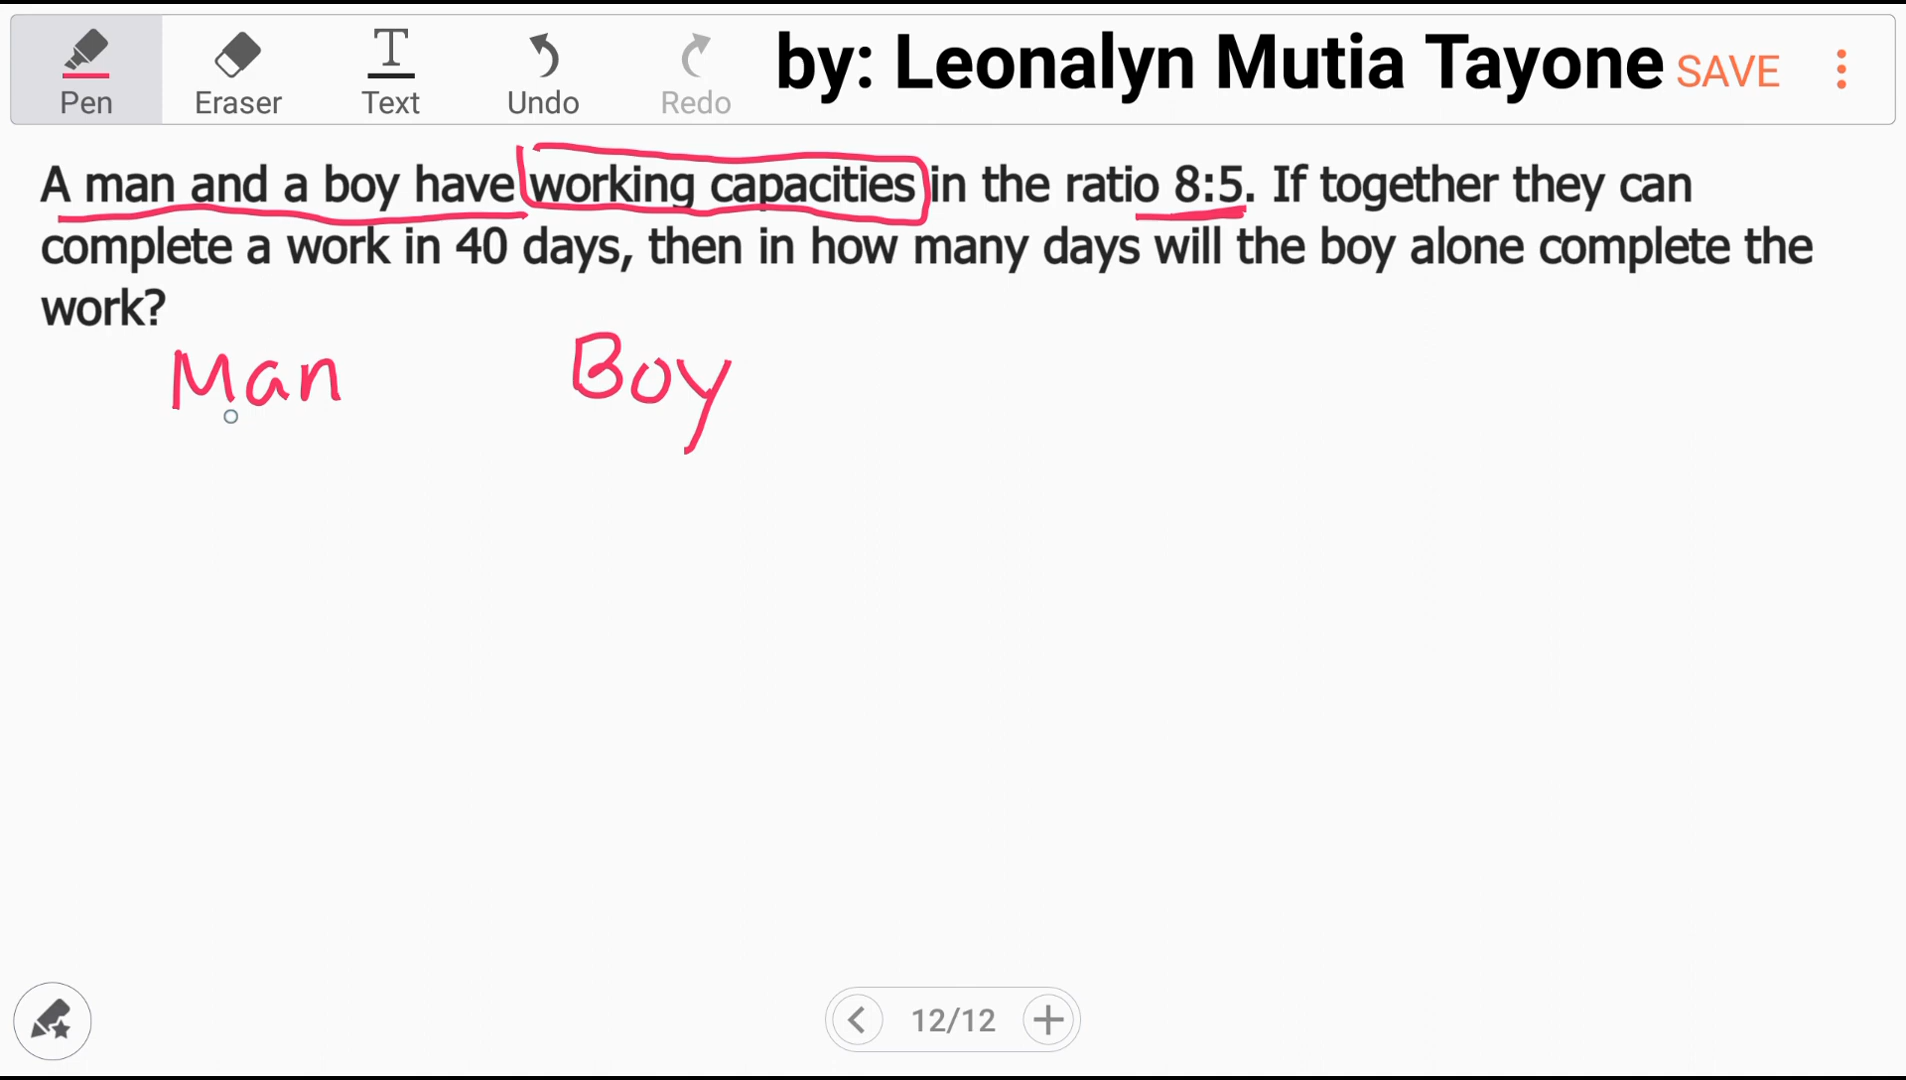 by: Leonalyn Mutia Tayone SAVE
Pen Eraser Text Undo Redo
A man and a boy have working capacities in the ratio 8:5. If together they can
complete a work in 40 days, then in how many days will the boy alone complete the
work?
Man Boy
12/12